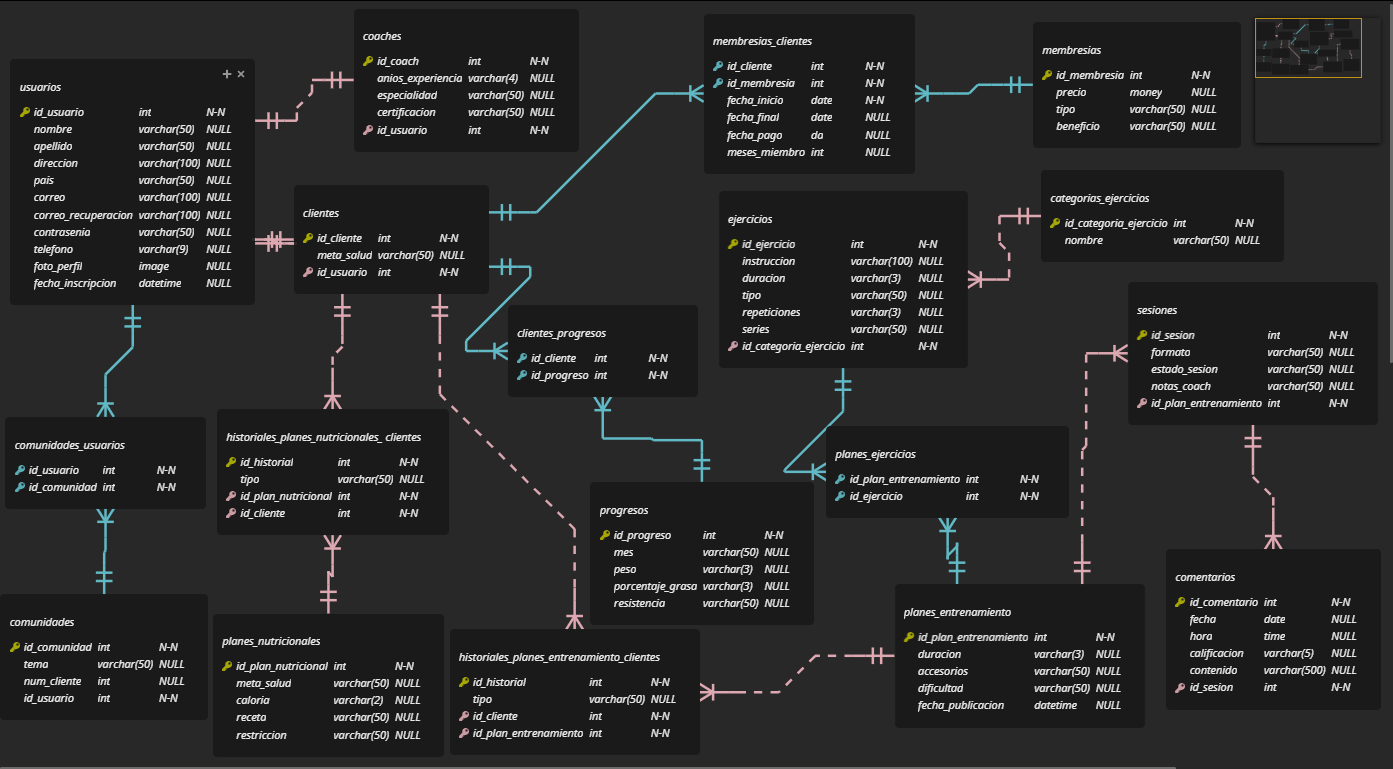 usuarios
id_usuario int N-N
nombre varchar(50) NULL
apellido varchar(50) NULL
direccion varchar(100) NULL
pais varchar(50) NULL
correo varchar(100) NULL
correo_recuperacion varchar(100) NULL
contrasenia varchar(50) NULL
telefono varchar(9) NULL
foto_perfil image NULL
fecha_inscripcion datetime NULL
coaches
id_coach int N-N
anios_experiencia varchar(4) NULL
especialidad varchar(50) NULL
certificacion varchar(50) NULL
id_usuario int N-N
membresias_clientes
id_cliente int N-N
id_membresia int N-N
fecha_inicio date N-N
fecha_final date NULL
fecha_pago da NULL
meses_miembro int NULL
membresias
id_membresia int N-N
precio money NULL
tipo varchar(50) NULL
beneficio varchar(50) NULL
clientes
id_cliente int N-N
meta_salud varchar(50) NULL
id_usuario int N-N
ejercicios
id_ejercicio int N-N
instruccion varchar(100) NULL
duracion varchar(3) NULL
tipo varchar(50) NULL
repeticiones varchar(3) NULL
series varchar(50) NULL
id_categoria_ejercicio int N-N
categorias_ejercicios
id_categoria_ejercicio int N-N
nombre varchar(50) NULL
clientes_progresos
id_cliente int N-N
id_progreso int N-N
sesiones
id_sesion int N-N
formato varchar(50) NULL
estado_sesion varchar(50) NULL
notas_coach varchar(50) NULL
id_plan_entrenamiento int N-N
comunidades_usuarios
id_usuario int N-N
id_comunidad int N-N
historiales_planes_nutricionales_clientes
id_historial int N-N
tipo varchar(50) NULL
id_plan_nutricional int N-N
id_cliente int N-N
planes_ejercicios
id_plan_entrenamiento int N-N
id_ejercicio int N-N
progresos
id_progreso int N-N
mes varchar(50) NULL
peso varchar(3) NULL
porcentaje_grasa varchar(3) NULL
resistencia varchar(50) NULL
comunidades
id_comunidad int N-N
tema varchar(50) NULL
num_cliente int NULL
id_usuario int N-N
planes_nutricionales
id_plan_nutricional int N-N
meta_salud varchar(50) NULL
caloria varchar(2) NULL
receta varchar(50) NULL
restriccion varchar(50) NULL
historiales_planes_entrenamiento_clientes
id_historial int N-N
tipo varchar(50) NULL
id_cliente int N-N
id_plan_entrenamiento int N-N
planes_entrenamiento
id_plan_entrenamiento int N-N
duracion varchar(3) NULL
accesorios varchar(50) NULL
dificultad varchar(50) NULL
fecha_publicacion datetime NULL
comentarios
id_comentario int N-N
fecha date NULL
hora time NULL
calificacion varchar(5) NULL
contenido varchar(500) NULL
id_sesion int N-N